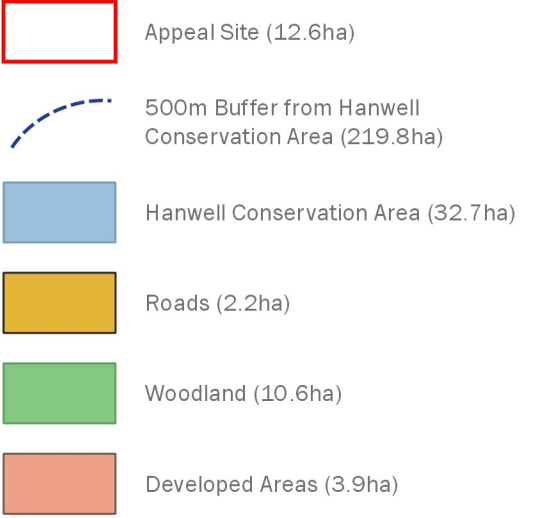 Appeal Site (12.6ha)
500m Buffer from Hanwell
Conservation Area (219.8ha)
Hanwell Conservation Area (32.7ha)
Roads (2.2ha)
Woodland (10.6ha)
Developed Areas (3.9ha)